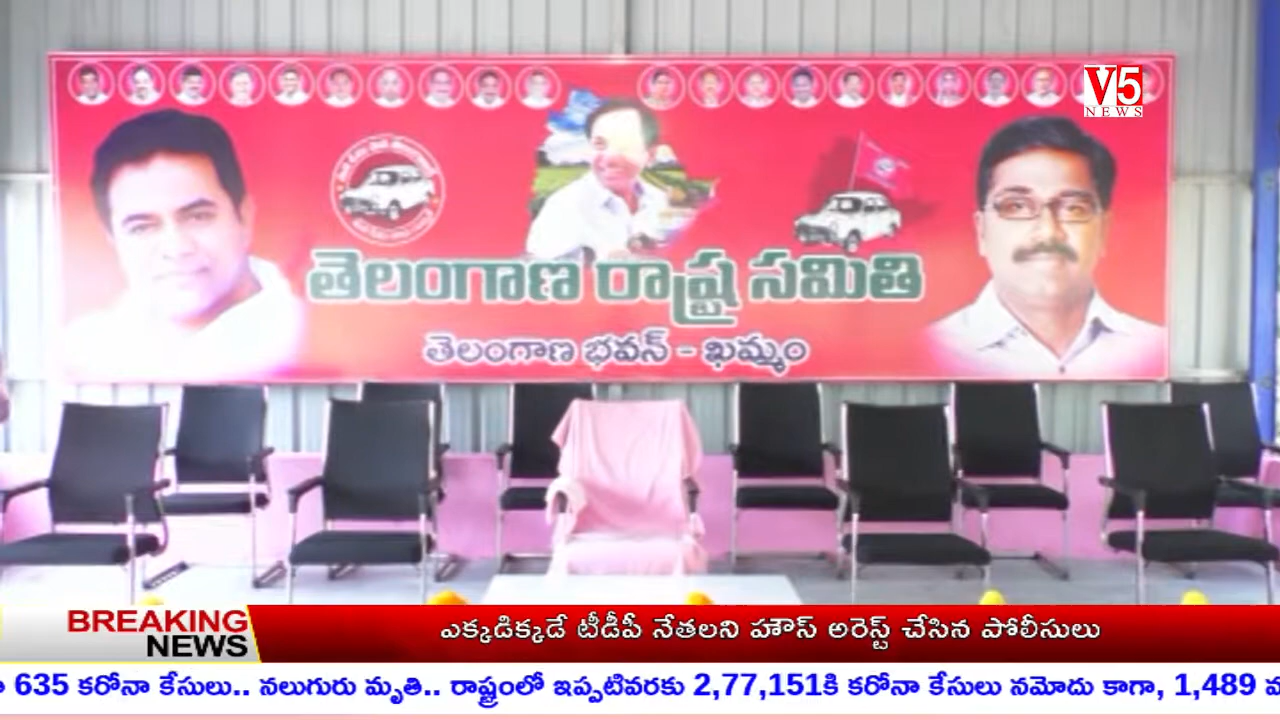 V5
NEWS
తెలంగాణ రాష్ట్ర సమితి
తెలంగాణ భవన్ - ఖమ్మం
BREAKING
NEWS
ఎక్కడిక్కడే టీడీపీ నేతలని హౌస్ అరెస్ట్ చేసిన పోలీసులు
635 కరోనా కేసులు.. నలుగురు మృతి.. రాష్ట్రంలో ఇప్పటివరకు 2,77,151కి కరోనా కేసులు నమోదు కాగా, 1,489